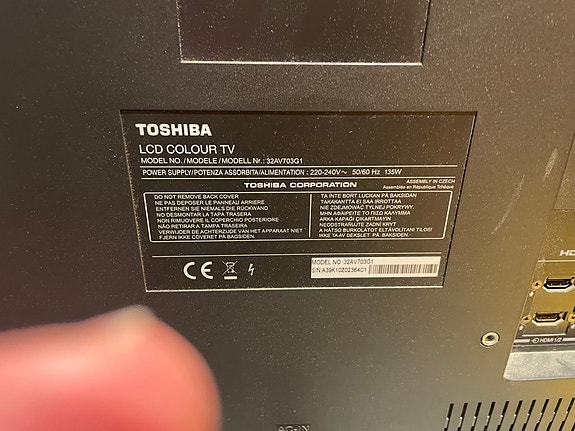 TOSHIBA
LCD COLOUR TV
MODEL NO. / MODELE / MODELL Nr.: 32AV703G1
POWER SUPPLY/POTENZA ASSORBITA/ALIMENTATION : 220-240V~ 50/60 Hz 135W
TOSHIBA CORPORATION
ASSEMBLY IN CZECH
Assemblée en République Tchèque
DO NOT REMOVE BACK COVER
NE PAS DEPOSER LE PANNEAU ARRIERE
ENTFERNEN SIE NIEMALS DIE RÜCKWAND
NO DESMONTAR LA TAPA TRASERA
NON RIMUOVERE IL COPERCHIO POSTERIORE
NÃO RETIRAR A TAMPA TRASEIRA
VERWIJDER DE ACHTERZIJDE VAN HET APPARAAT NIET
FJERN IKKE COVERET PÅ BAGSIDEN.
TA INTE BORT LUCKAN PÅ BAKSIDAN
TAKAKANTTA EI SAA IRROTTAA
NIE ZDEJMOWAĆ TYLNEJ POKRYWY.
ΜΗΝ ΑΦΑΙΡΕΙΤΕ ΤΟ ΠΙΣΩ ΚΑΛΥΜΜΑ
ARKA KAPAĞI ÇIKARTMAYIN
NEODSTRAŇUJTE ZADNÍ KRYT
A HÁTSÓ BURKOLATOT ELTÁVOLÍTANI TILOS!
IKKE TA AV DEKSLET PÅ BAKSIDEN.
CE
MODEL NO:32AV703G1
S/N:A39K10Z02364C1
HDMI 1/2